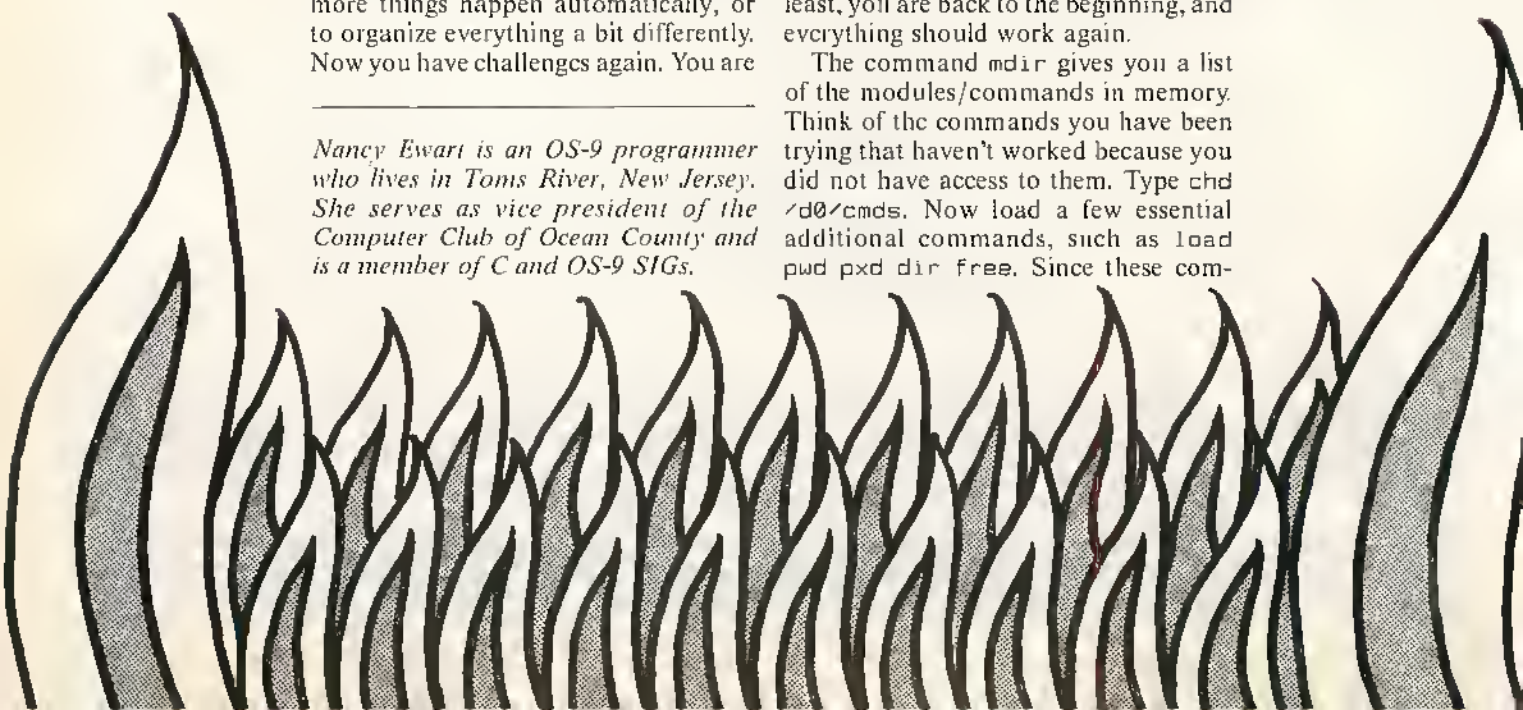 more things happen automatically, or
to organize everything a bit differently.
Now you have challenges again. You are
Nancy Ewart is an OS-9 programmer
who lives in Toms River, New Jersey.
She serves as vice president of the
Computer Club of Ocean County and
is a member of C and OS-9 SIGs.
least, you are back to the beginning, and
everything should work again.
The command mdir gives you a list
of the modules/commands in memory.
Think of the commands you have been
trying that haven't worked because you
did not have access to them. Type chd
/d0/cmds. Now load a few essential
additional commands, such as load
pwd pxd dir free. Since these com-